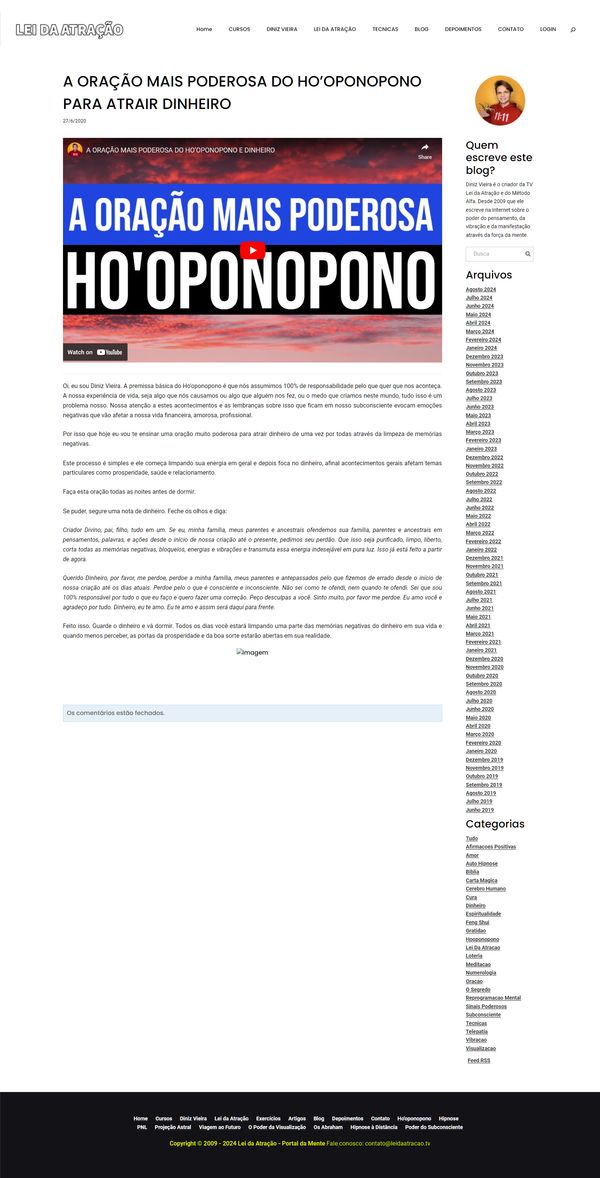 LEI DA ATRAÇÃO
Home CURSOS DINIZ VIEIRA LEI DA ATRAÇÃO TECNICAS BLOG DEPOIMENTOS CONTATO LOGIN
A ORAÇÃO MAIS PODEROSA DO HO’OPONOPONO
PARA ATRAIR DINHEIRO
27/6/2020
A ORAÇÃO MAIS PODEROSA DO HO'OPONOPONO E DINHEIRO
Share
A ORAÇÃO MAIS PODEROSA
HO'OPONOPONO
Watch on YouTube
Oi, eu sou Diniz Vieira. A premissa básica do Ho'oponopono é que nós assumimos 100% de responsabilidade pelo que quer que nos aconteça.
A nossa experiência de vida, seja algo que nós causamos ou algo que alguém nos fez, ou o medo que criamos neste mundo, tudo isso é um
problema nosso. Nossa atenção a estes acontecimentos e as lembranças sobre isso que ficam em nosso subconsciente evocam emoções
negativas que vão afetar a nossa vida financeira, amorosa, profissional.
Por isso que hoje eu vou te ensinar uma oração muito poderosa para atrair dinheiro de uma vez por todas através da limpeza de memórias
negativas.
Este processo é simples e ele começa limpando sua energia em geral e depois foca no dinheiro, afinal acontecimentos gerais afetam temas
particulares como prosperidade, saúde e relacionamento.
Faça esta oração todas as noites antes de dormir.
Se puder, segure uma nota de dinheiro. Feche os olhos e diga:
Criador Divino, pai, filho, tudo em um. Se eu, minha família, meus parentes e ancestrais ofendemos sua família, parentes e ancestrais em
pensamentos, palavras, e ações desde o início de nossa criação até o presente, pedimos seu perdão. Que isso seja purificado, limpo, liberto,
corta todas as memórias negativas, bloqueios, energias e vibrações e transmuta essa energia indesejável em pura luz. Isso já está feito a partir
de agora.
Querido Dinheiro, por favor, me perdoe, perdoe a minha família, meus parentes e antepassados pelo que fizemos de errado desde o início de
nossa criação até os dias atuais. Perdoe pelo o que é consciente e inconsciente. Não sei como te ofendi, nem quando te ofendi. Sei que sou
100% responsável por tudo o que eu faço e quero fazer uma correção. Peço desculpas a você. Sinto muito, por favor me perdoe. Eu amo você e
agradeço por tudo. Dinheiro, eu te amo. Eu te amo e assim será daqui para frente.
Feito isso. Guarde o dinheiro e vá dormir. Todos os dias você estará limpando uma parte das memórias negativas do dinheiro em sua vida e
quando menos perceber, as portas da prosperidade e da boa sorte estarão abertas em sua realidade.
Imagem
Os comentários estão fechados.
11:11
Quem
escreve este
blog?
Diniz Vieira é o criador da TV
Lei da Atração e do Método
Alfa. Desde 2009 que ele
escreve na Internet sobre o
poder do pensamento, da
vibração e da manifestação
através da força da mente.
Busca
Arquivos
Agosto 2024
Julho 2024
Junho 2024
Maio 2024
Abril 2024
Março 2024
Fevereiro 2024
Janeiro 2024
Dezembro 2023
Novembro 2023
Outubro 2023
Setembro 2023
Agosto 2023
Julho 2023
Junho 2023
Maio 2023
Abril 2023
Março 2023
Fevereiro 2023
Janeiro 2023
Dezembro 2022
Novembro 2022
Outubro 2022
Setembro 2022
Agosto 2022
Julho 2022
Junho 2022
Maio 2022
Abril 2022
Março 2022
Fevereiro 2022
Janeiro 2022
Dezembro 2021
Novembro 2021
Outubro 2021
Setembro 2021
Agosto 2021
Julho 2021
Junho 2021
Maio 2021
Abril 2021
Março 2021
Fevereiro 2021
Janeiro 2021
Dezembro 2020
Novembro 2020
Outubro 2020
Setembro 2020
Agosto 2020
Julho 2020
Junho 2020
Maio 2020
Abril 2020
Março 2020
Fevereiro 2020
Janeiro 2020
Dezembro 2019
Novembro 2019
Outubro 2019
Setembro 2019
Agosto 2019
Julho 2019
Junho 2019
Categorias
Tudo
Afirmacoes Positivas
Amor
Auto Hipnose
Biblia
Carta Magica
Cerebro Humano
Cura
Dinheiro
Espiritualidade
Feng Shui
Gratidao
Hooponopono
Lei Da Atracao
Loteria
Meditacao
Numerologia
Oracao
O Segredo
Reprogramacao Mental
Sinais Poderosos
Subconsciente
Tecnicas
Telepatia
Vibracao
Visualizacao
Feed RSS
Home Cursos Diniz Vieira Lei da Atração Exercícios Artigos Blog Depoimentos Contato Ho'oponopono Hipnose
PNL Projeção Astral Viagem ao Futuro O Poder da Visualização Os Abraham Hipnose à Distância Poder do Subconsciente
Copyright © 2009 - 2024 Lei da Atração - Portal da Mente Fale conosco: contato@leidaatracao.tv